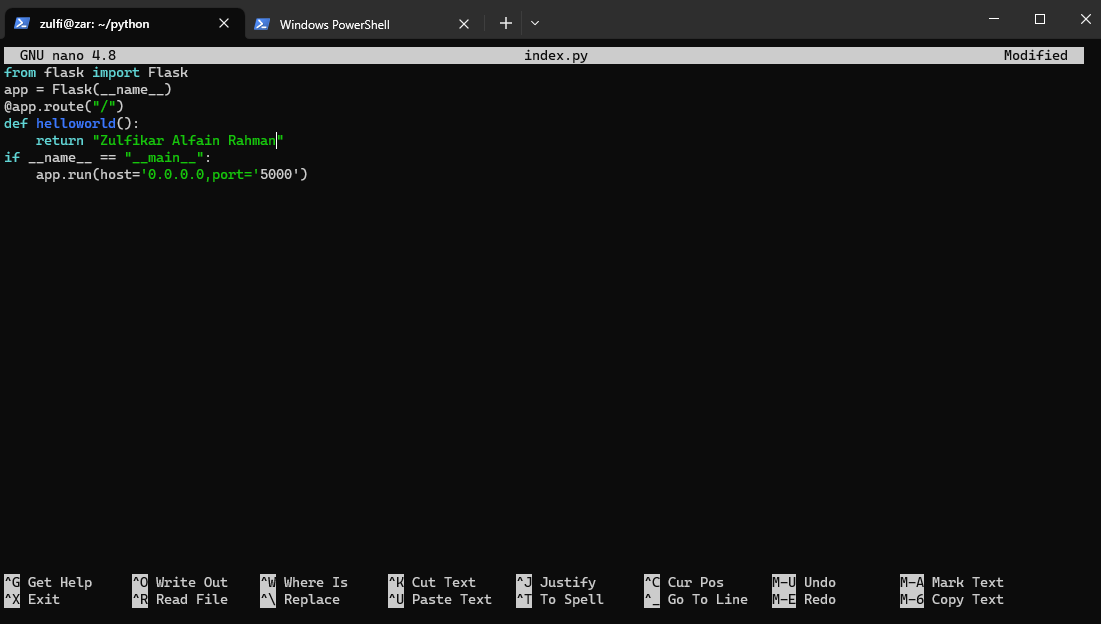 zulfi@zar: ~/python
Windows PowerShell
GNU nano 4.8 index.py Modified
from flask import Flask
app = Flask(__name__)
@app.route("/")
def helloworld():
    return "Zulfikar Alfain Rahman"
if __name__ == "__main__":
    app.run(host='0.0.0.0,port='5000')
^G Get Help ^O Write Out ^W Where Is ^K Cut Text ^J Justify ^C Cur Pos M-U Undo M-A Mark Text
^X Exit ^R Read File ^\ Replace ^U Paste Text ^T To Spell ^_ Go To Line M-E Redo M-6 Copy Text